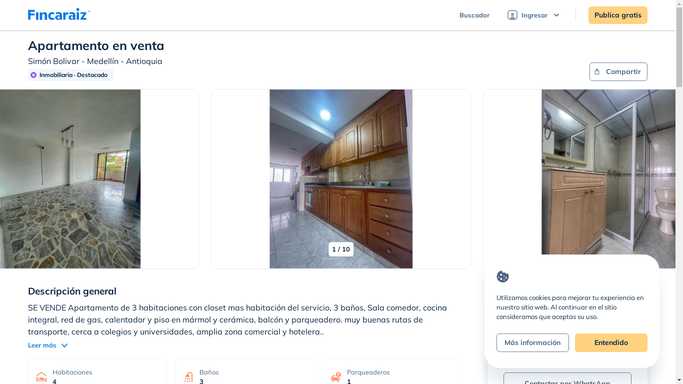 Fincaraiz
Buscador
Ingresar
Publica gratis
Apartamento en venta
Simón Bolivar - Medellín - Antioquia
Inmobiliaria · Destacado
Compartir
1 / 10
Descripción general
SE VENDE Apartamento de 3 habitaciones con closet mas habitación del servicio, 3 baños, Sala comedor, cocina
integral, red de gas, calentador y piso en mármol y cerámica, balcón y parqueadero. muy buenas rutas de
transporte, cerca a colegios y universidades, amplia zona comercial y hotelera..
Leer más
Habitaciones
4
Baños
3
Parqueaderos
1
Utilizamos cookies para mejorar tu experiencia en
nuestro sitio web. Al continuar en el sitio
consideramos que aceptas su uso.
Más información
Entendido
Contactar por WhatsApp